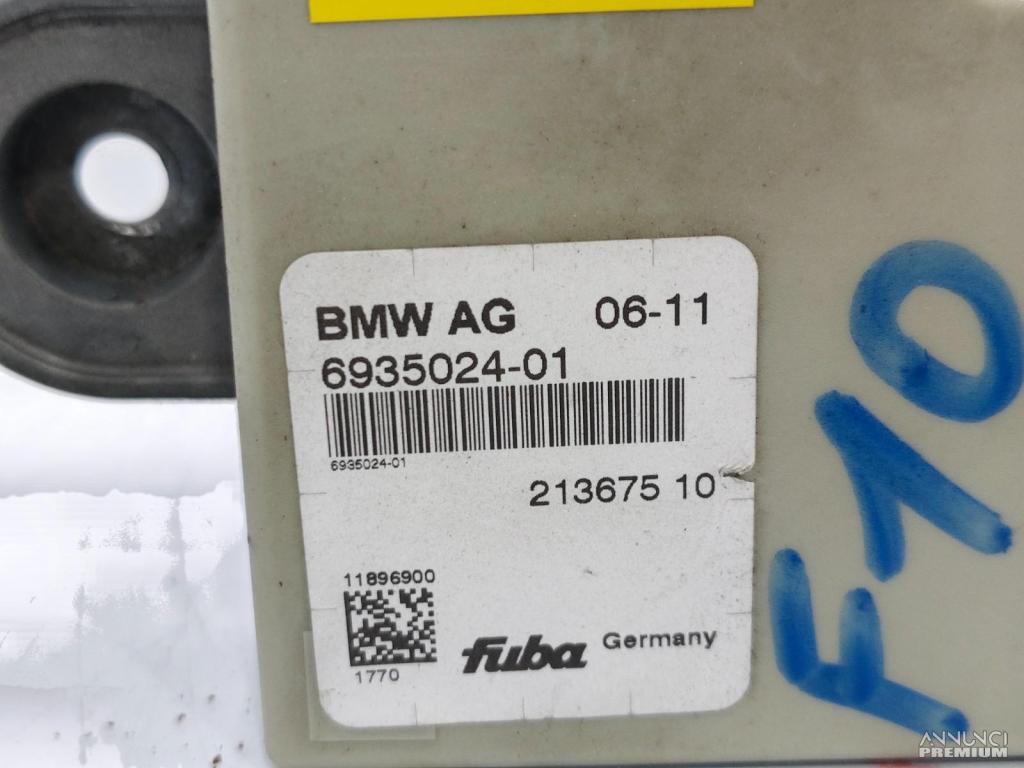 BMW AG 06-11
6935024-01
6935024-01
213675 10
11896900
1770
fuba Germany
F10
ANNUNCI
PREMIUM